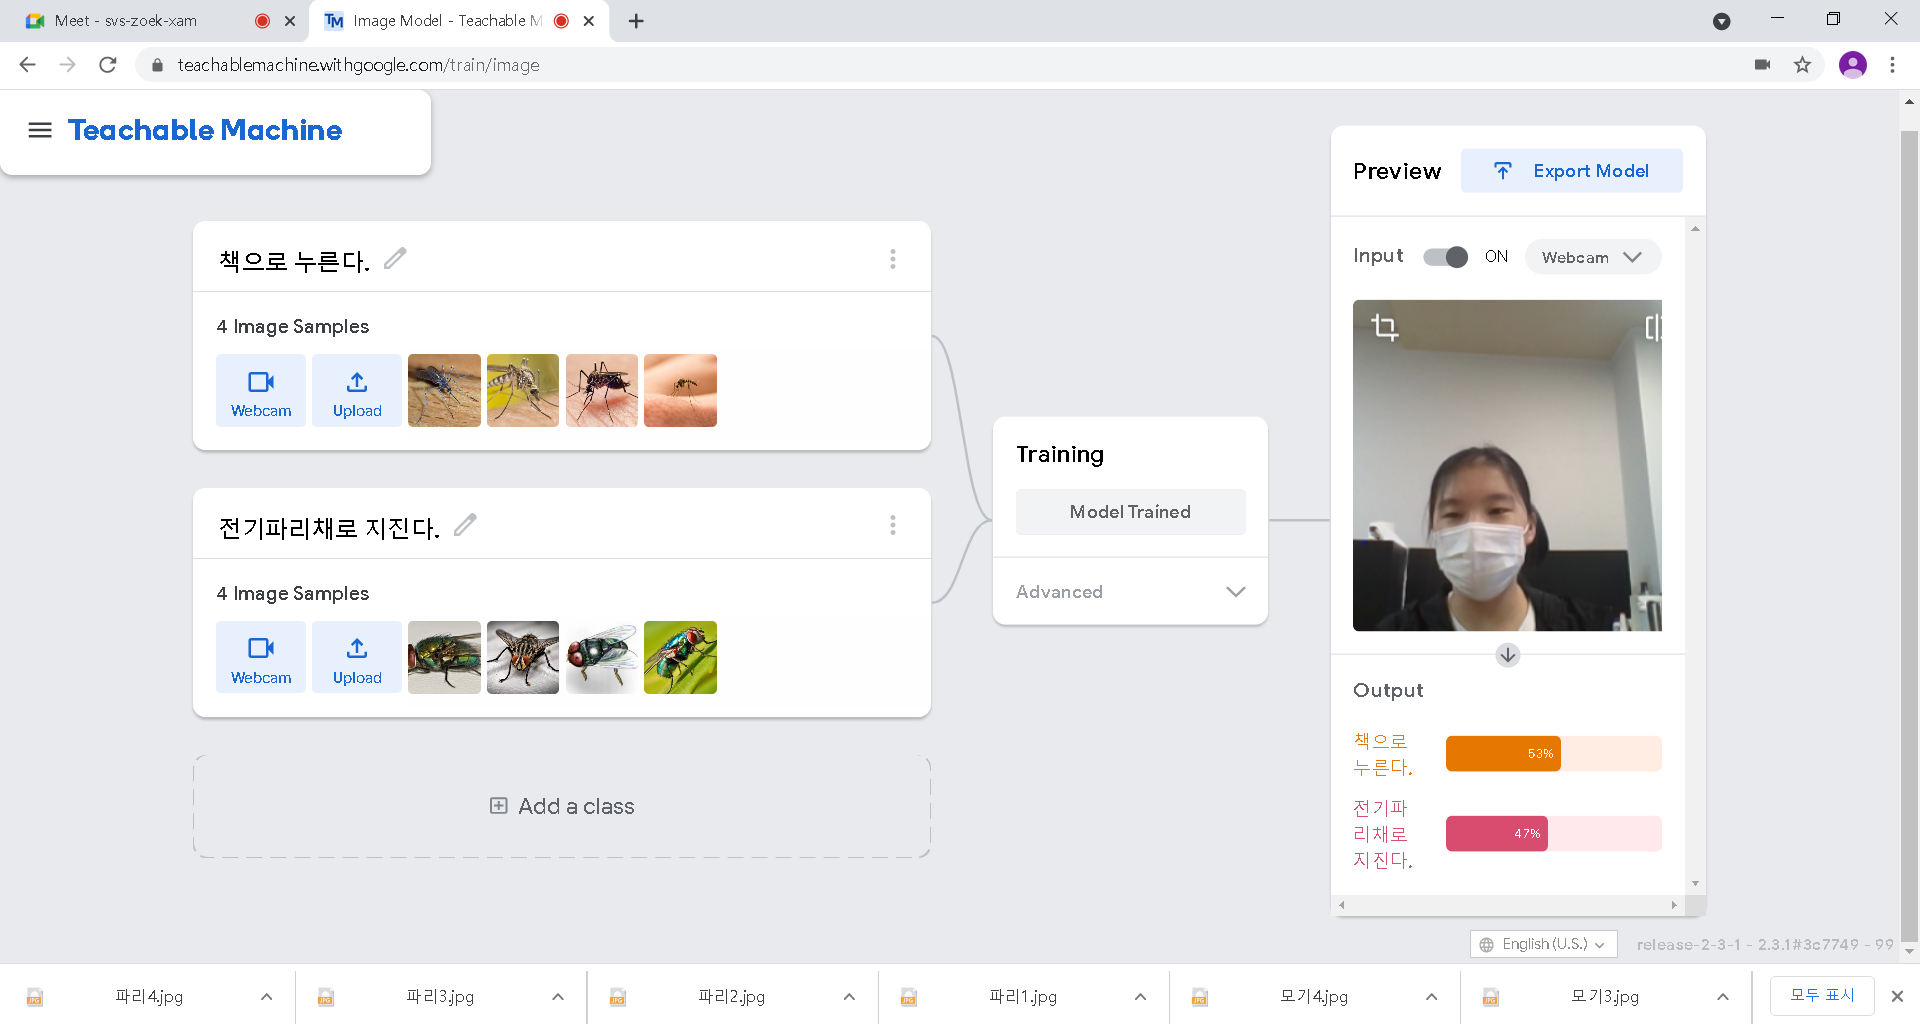 Meet - svs-zoek-xam
Image Model - Teachable M
teachablemachine.withgoogle.com/train/image
Teachable Machine
책으로 누른다.
4 Image Samples
Webcam
Upload
전기파리채로 지진다.
4 Image Samples
Webcam
Upload
Add a class
Training
Model Trained
Advanced
Preview
Export Model
Input
ON
Webcam
Output
책으로
누른다.
53%
전기파
리채로
지진다.
47%
English (U.S.)
release-2-3-1 - 2.3.1#3c7749 - 99
파리4.jpg
파리3.jpg
파리2.jpg
파리1.jpg
모기4.jpg
모기3.jpg
모두 표시